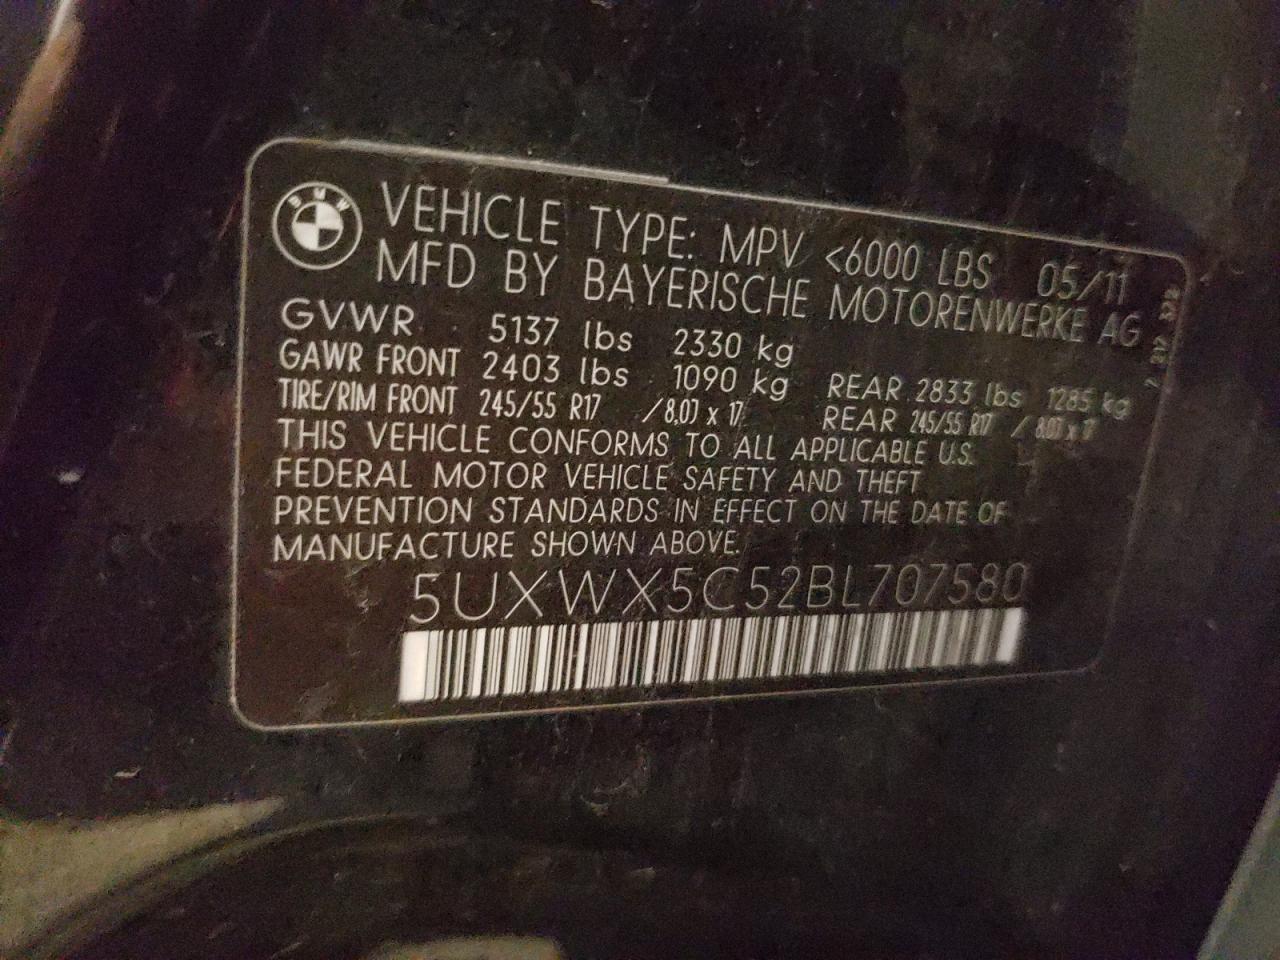 BMW
VEHICLE TYPE: MPV <6000 LBS 05/11
MFD BY BAYERISCHE MOTORENWERKE AG
GVWR 5137 lbs 2330 kg
GAWR FRONT 2403 lbs 1090 kg REAR 2833 lbs 1285 kg
TIRE/RIM FRONT 245/55 R17 /8,0J x 17 REAR 245/55 R17 / 8,0J x 17
THIS VEHICLE CONFORMS TO ALL APPLICABLE U.S.
FEDERAL MOTOR VEHICLE SAFETY AND THEFT
PREVENTION STANDARDS IN EFFECT ON THE DATE OF
MANUFACTURE SHOWN ABOVE.
5UXWX5C52BL707580